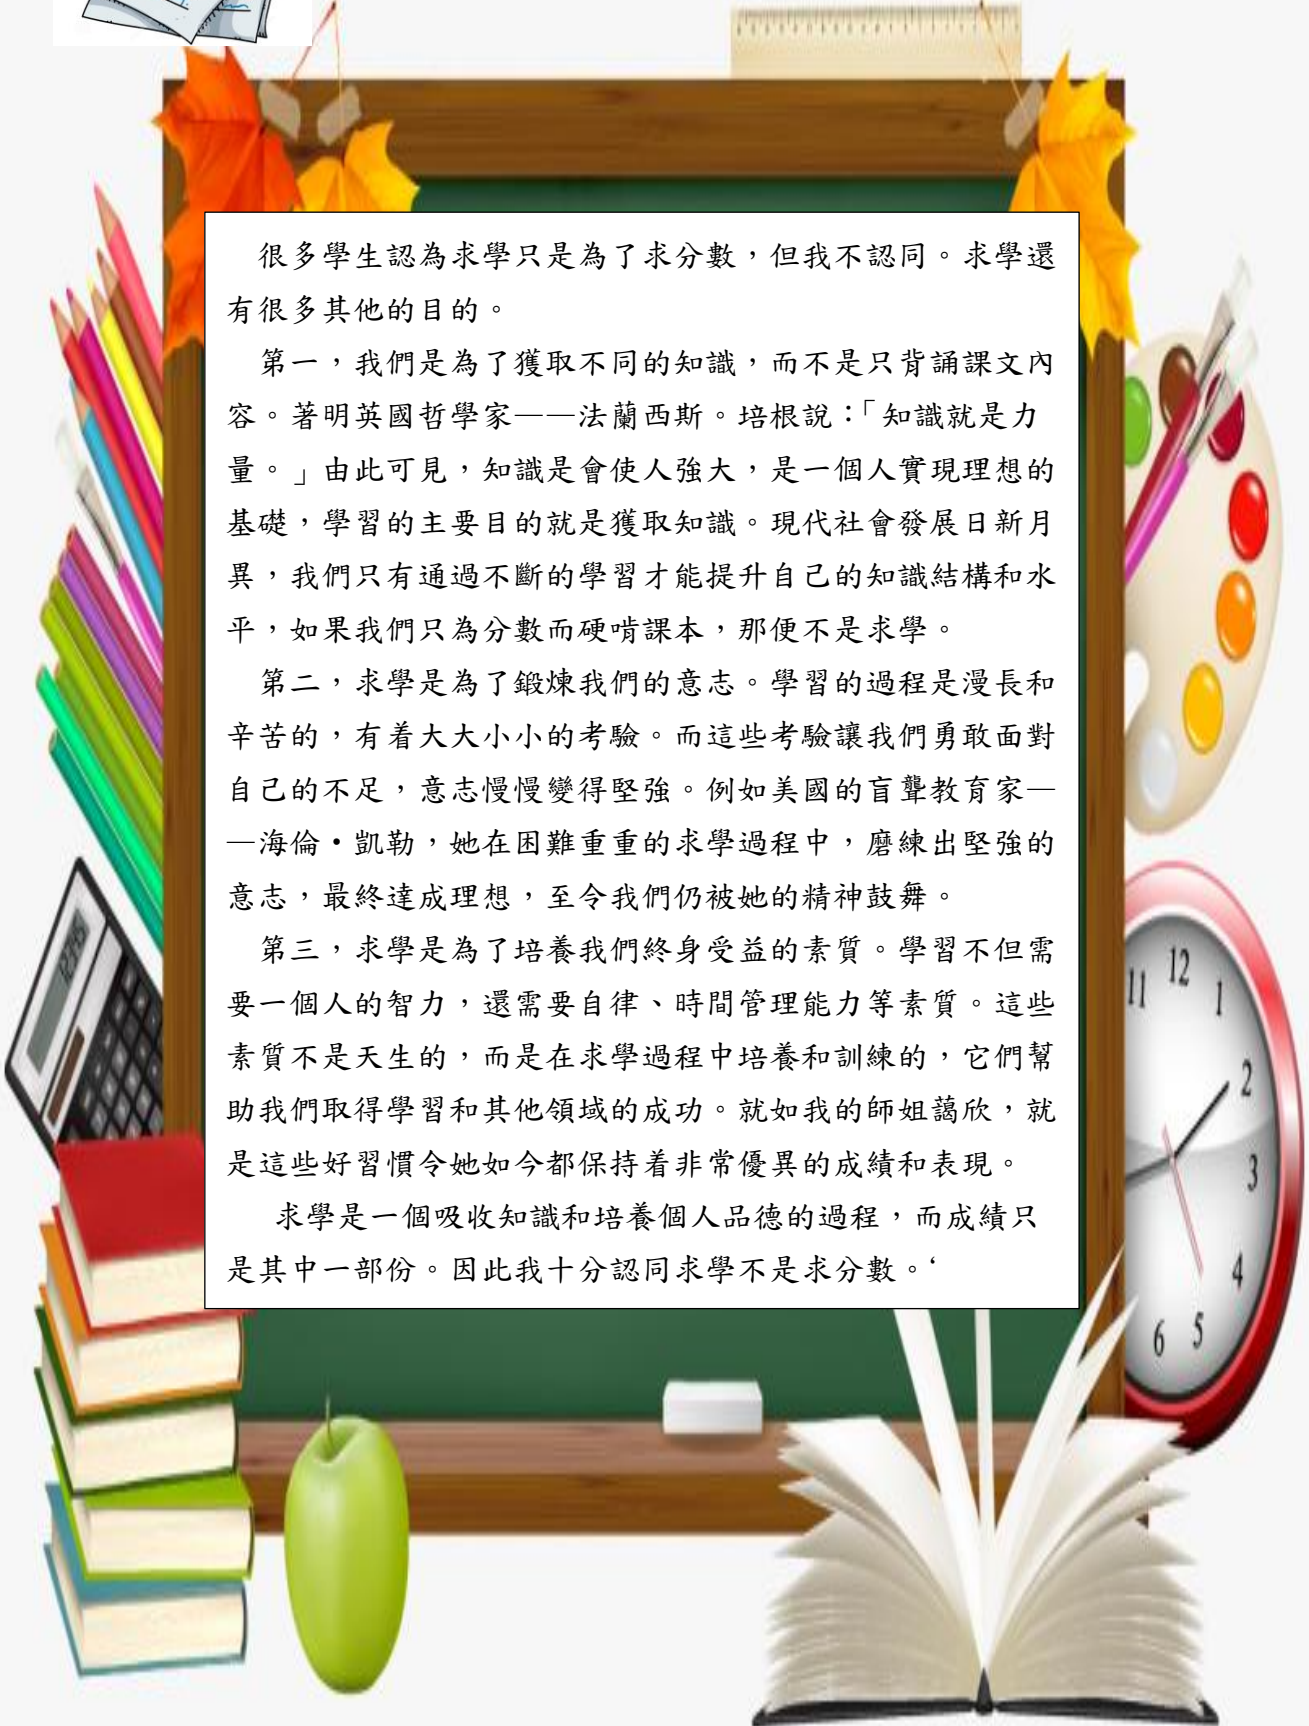 很多學生認為求學只是為了求分數，但我不認同。求學還
有很多其他的目的。
第一，我們是為了獲取不同的知識，而不是只背誦課文內
容。著明英國哲學家——法蘭西斯。培根說：「知識就是力
量。」由此可見，知識是會使人強大，是一個人實現理想的
基礎，學習的主要目的就是獲取知識。現代社會發展日新月
異，我們只有通過不斷的學習才能提升自己的知識結構和水
平，如果我們只為分數而硬啃課本，那便不是求學。
第二，求學是為了鍛煉我們的意志。學習的過程是漫長和
辛苦的，有着大大小小的考驗。而這些考驗讓我們勇敢面對
自己的不足，意志慢慢變得堅強。例如美國的盲聾教育家—
—海倫•凱勒，她在困難重重的求學過程中，磨練出堅強的
意志，最終達成理想，至令我們仍被她的精神鼓舞。
第三，求學是為了培養我們終身受益的素質。學習不但需
要一個人的智力，還需要自律、時間管理能力等素質。這些
素質不是天生的，而是在求學過程中培養和訓練的，它們幫
助我們取得學習和其他領域的成功。就如我的師姐藹欣，就
是這些好習慣令她如今都保持着非常優異的成績和表現。
求學是一個吸收知識和培養個人品德的過程，而成績只
是其中一部份。因此我十分認同求學不是求分數。‘
12345
11
12
1
2
3
4
5
6